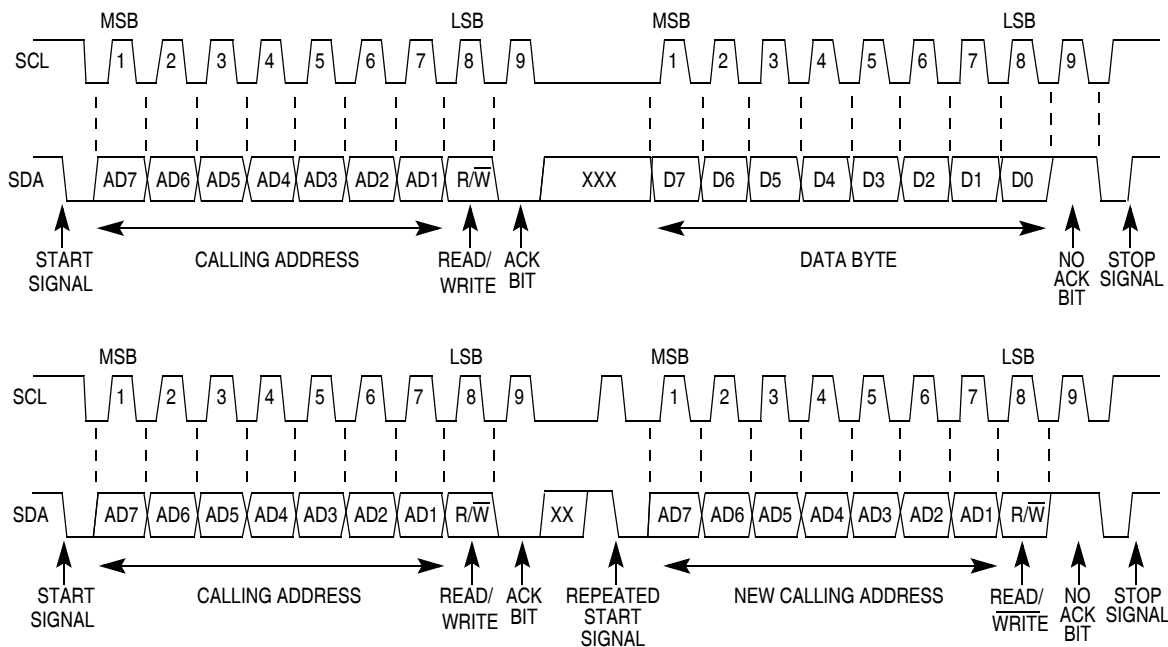 MSB LSB MSB LSB
SCL 1 2 3 4 5 6 7 8 9 1 2 3 4 5 6 7 8 9
SDA AD7 AD6 AD5 AD4 AD3 AD2 AD1 R/W̅ XXX D7 D6 D5 D4 D3 D2 D1 D0
START SIGNAL
CALLING ADDRESS
READ/
WRITE
ACK
BIT
DATA BYTE
NO
ACK
BIT
STOP
SIGNAL
MSB LSB MSB LSB
SCL 1 2 3 4 5 6 7 8 9 1 2 3 4 5 6 7 8 9
SDA AD7 AD6 AD5 AD4 AD3 AD2 AD1 R/W̅ XX AD7 AD6 AD5 AD4 AD3 AD2 AD1 R/W̅
START
SIGNAL
CALLING ADDRESS
READ/
WRITE
ACK
BIT
REPEATED
START
SIGNAL
NEW CALLING ADDRESS
READ/
W̅R̅I̅T̅E̅
NO
ACK
BIT
STOP
SIGNAL